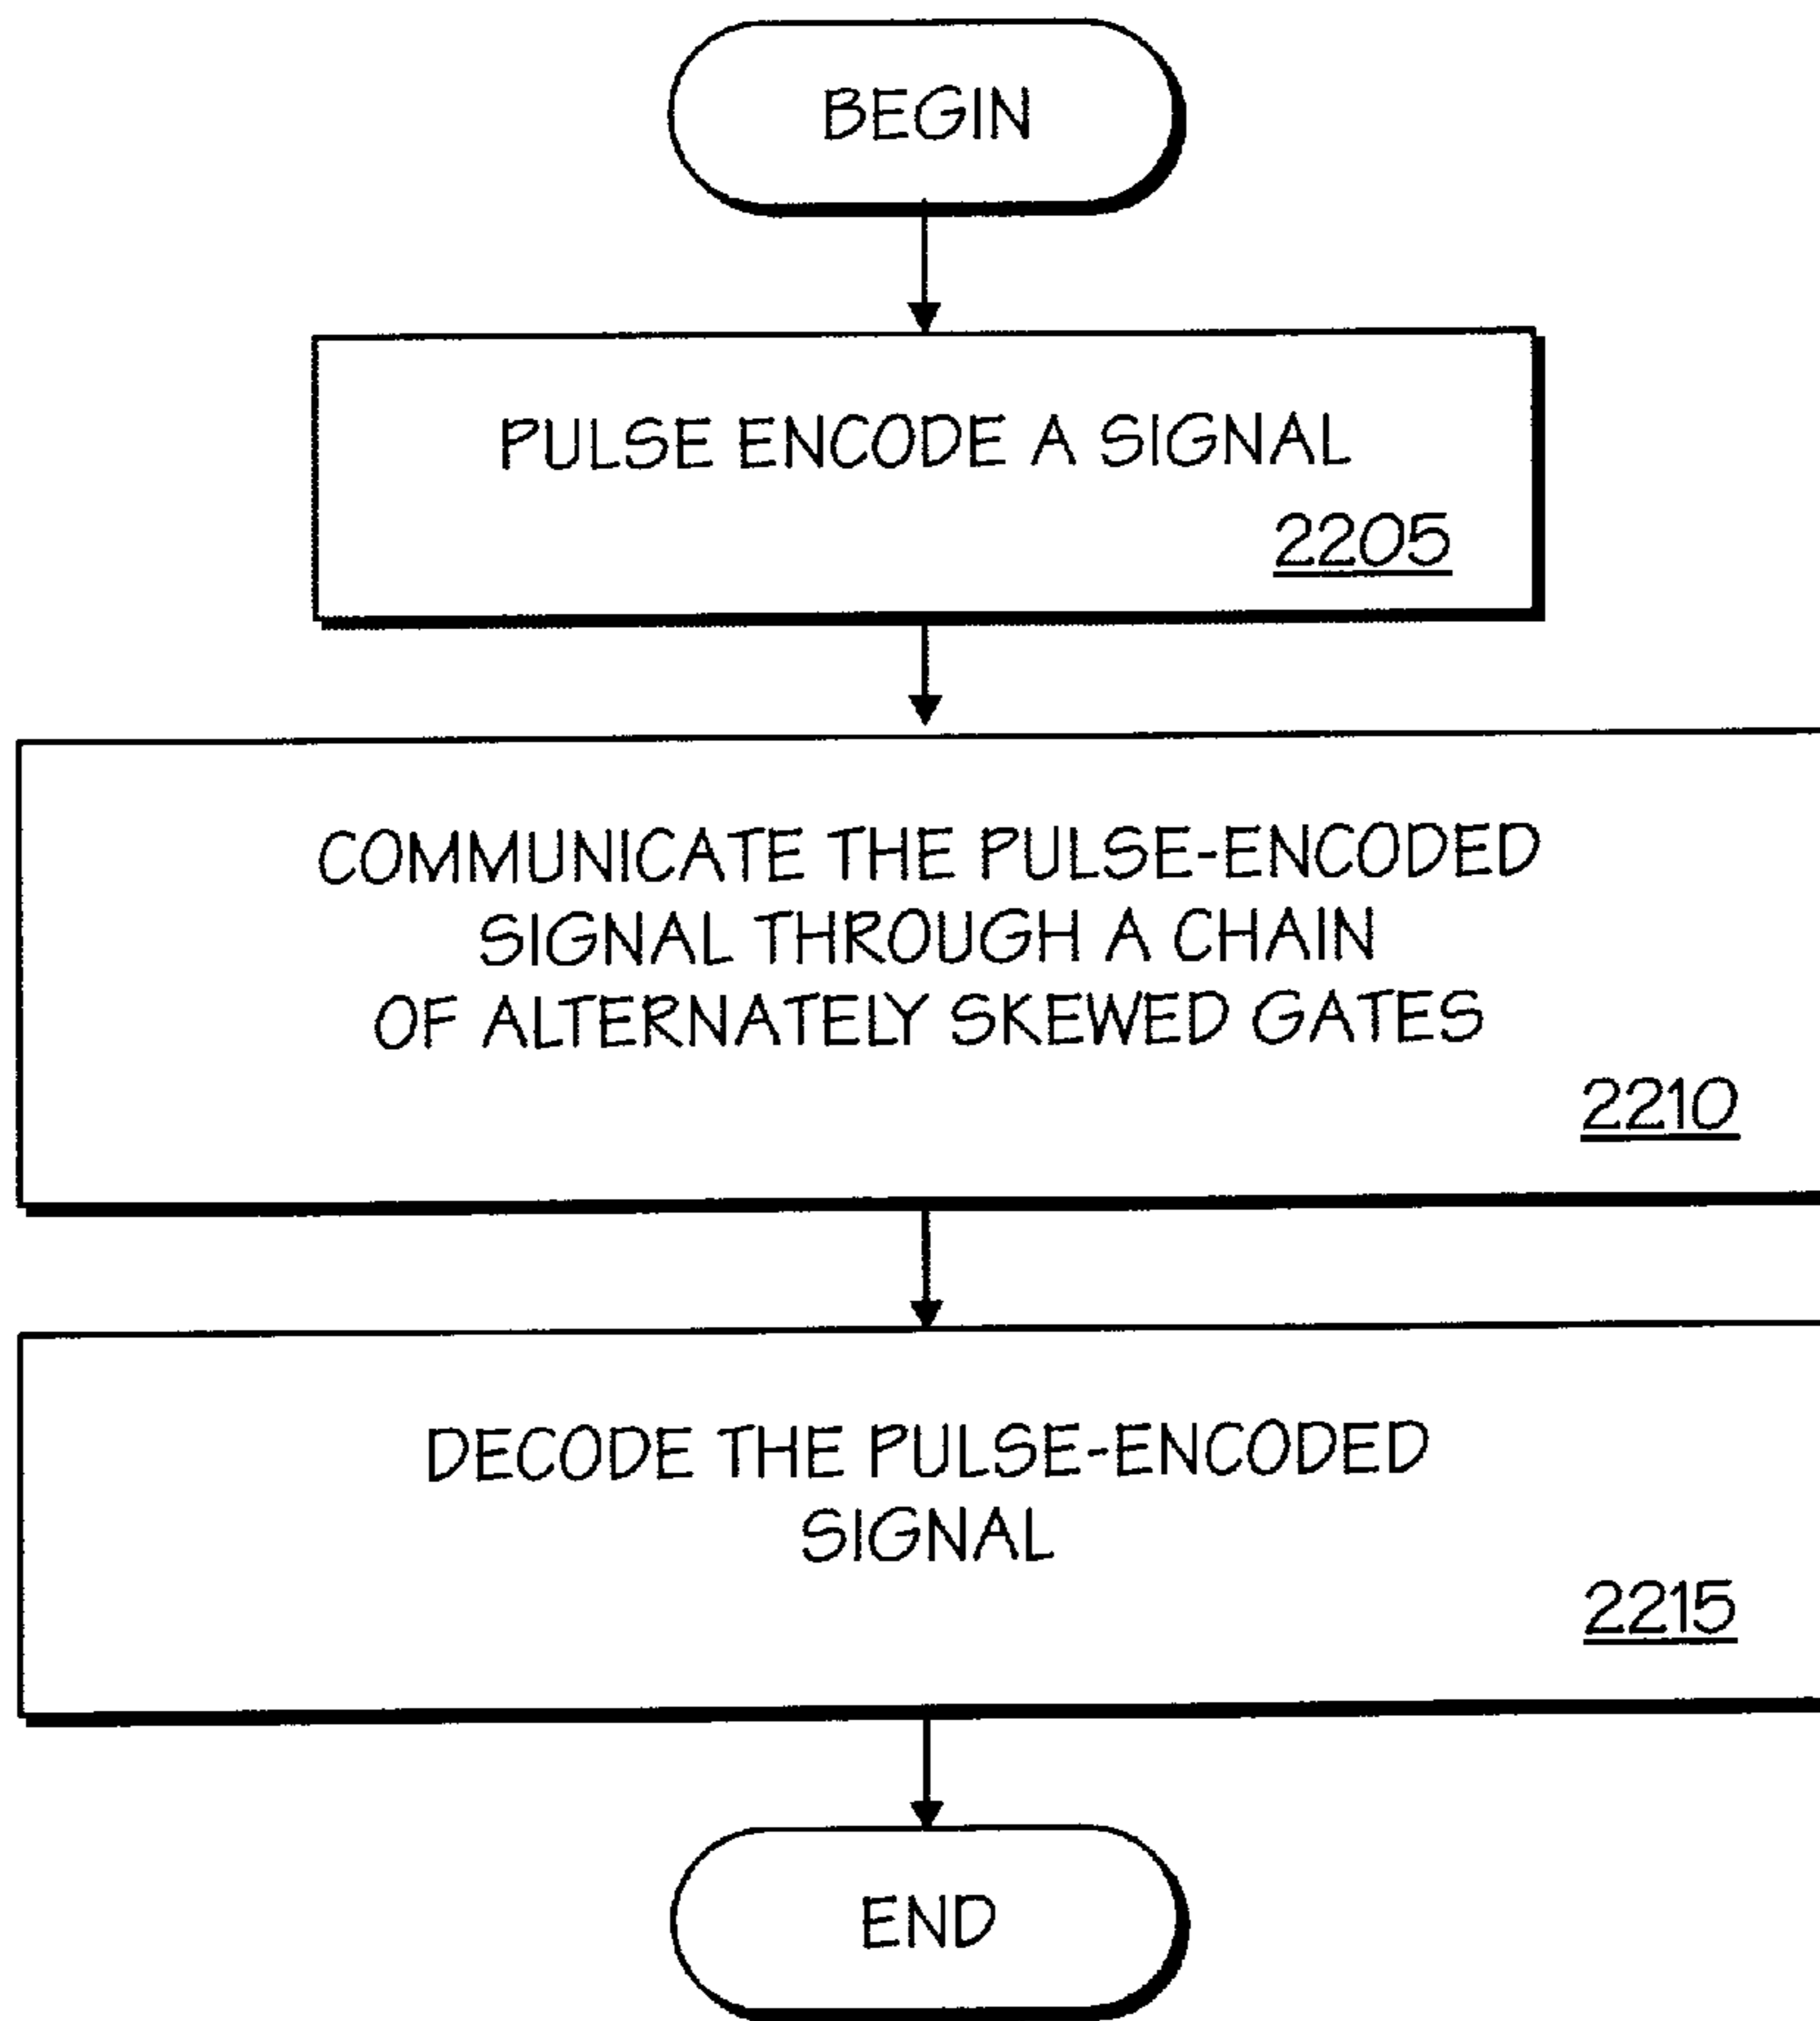 BEGIN
PULSE ENCODE A SIGNAL
2205
COMMUNICATE THE PULSE-ENCODED
SIGNAL THROUGH A CHAIN
OF ALTERNATELY SKEWED GATES
2210
DECODE THE PULSE-ENCODED
SIGNAL
2215
END